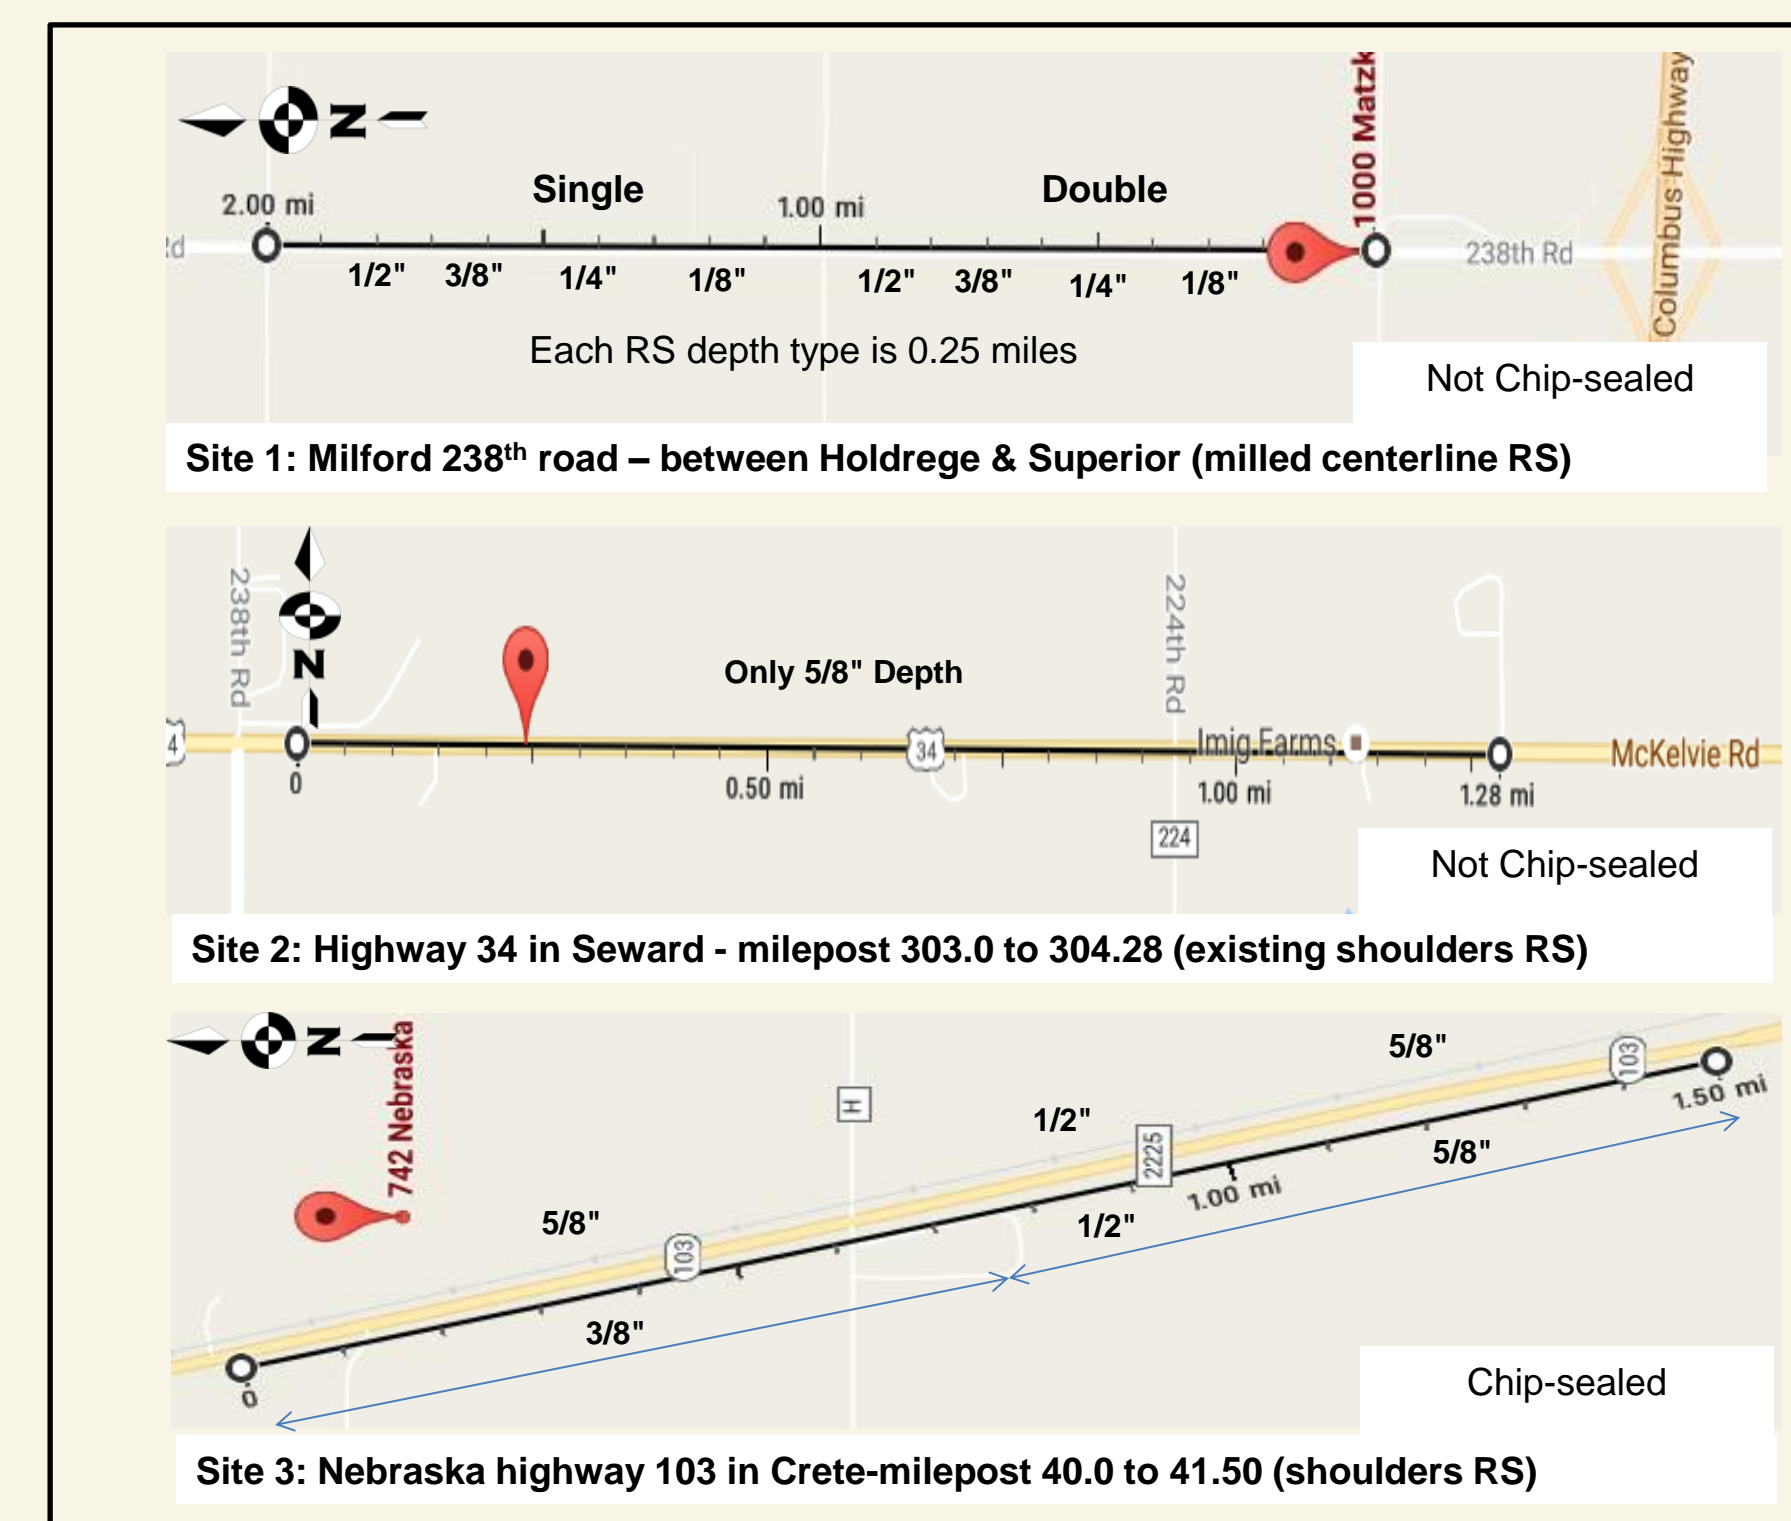 N
2.00 mi
Single
1.00 mi
Double
1000 Matzk
Columbus Highway
238th Rd
1/2" 3/8" 1/4" 1/8" 1/2" 3/8" 1/4" 1/8"
Each RS depth type is 0.25 miles
Not Chip-sealed
Site 1: Milford 238th road – between Holdrege & Superior (milled centerline RS)
238th Rd
N
Only 5/8" Depth
224th Rd
4
34
Imig Farms
McKelvie Rd
0
0.50 mi
1.00 mi
1.28 mi
224
Not Chip-sealed
Site 2: Highway 34 in Seward - milepost 303.0 to 304.28 (existing shoulders RS)
N
742 Nebraska
5/8"
103
1.50 mi
H
1/2"
2225
5/8"
1.00 mi
5/8"
1/2"
103
3/8"
0
Chip-sealed
Site 3: Nebraska highway 103 in Crete-milepost 40.0 to 41.50 (shoulders RS)